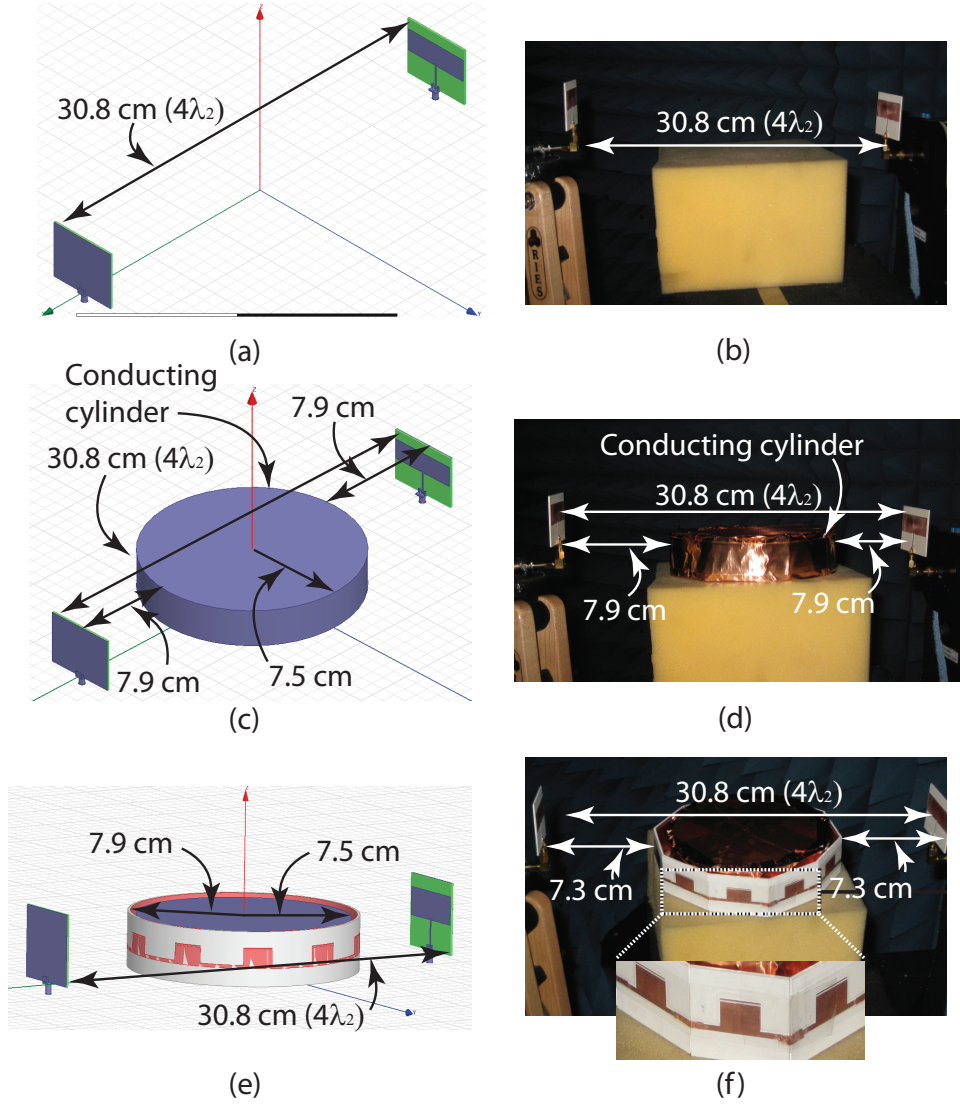 30.8 cm (4λ2)
Z
Y
(a)
30.8 cm (4λ2)
ARIES
(b)
Conducting
cylinder
7.9 cm
30.8 cm (4λ2)
Z
7.9 cm
7.5 cm
(c)
Conducting cylinder
30.8 cm (4λ2)
7.9 cm
7.9 cm
(d)
7.9 cm
7.5 cm
30.8 cm (4λ2)
Y
(e)
30.8 cm (4λ2)
7.3 cm
7.3 cm
(f)